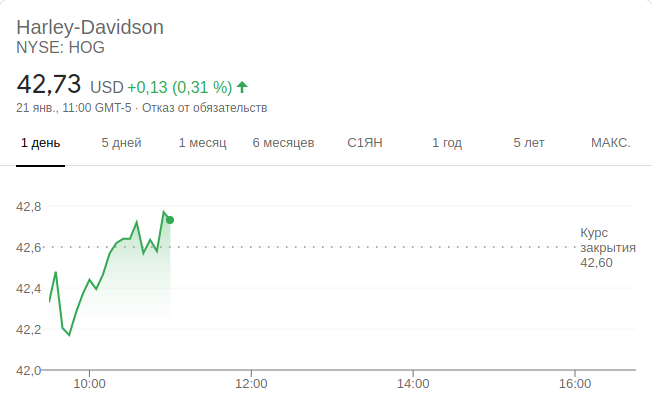 Harley-Davidson
NYSE: HOG
42,73 USD +0,13 (0,31 %)
21 янв., 11:00 GMT-5 · Отказ от обязательств
1 день 5 дней 1 месяц 6 месяцев С1ЯН 1 год 5 лет МАКС.
42,8
42,6
42,4
42,2
42,0
Курс
закрытия
42,60
10:00 12:00 14:00 16:00